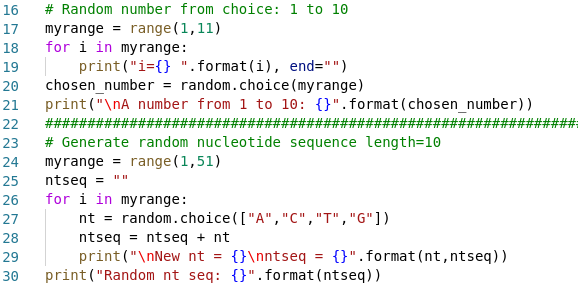 16 # Random number from choice: 1 to 10
17 myrange = range(1,11)
18 for i in myrange:
19     print("i={} ".format(i), end="")
20 chosen_number = random.choice(myrange)
21 print("\nA number from 1 to 10: {}".format(chosen_number))
22 ################################################################
23 # Generate random nucleotide sequence length=10
24 myrange = range(1,51)
25 ntseq = ""
26 for i in myrange:
27     nt = random.choice(["A","C","T","G"])
28     ntseq = ntseq + nt
29     print("\nNew nt = {}\nntseq = {}".format(nt,ntseq))
30 print("Random nt seq: {}".format(ntseq))